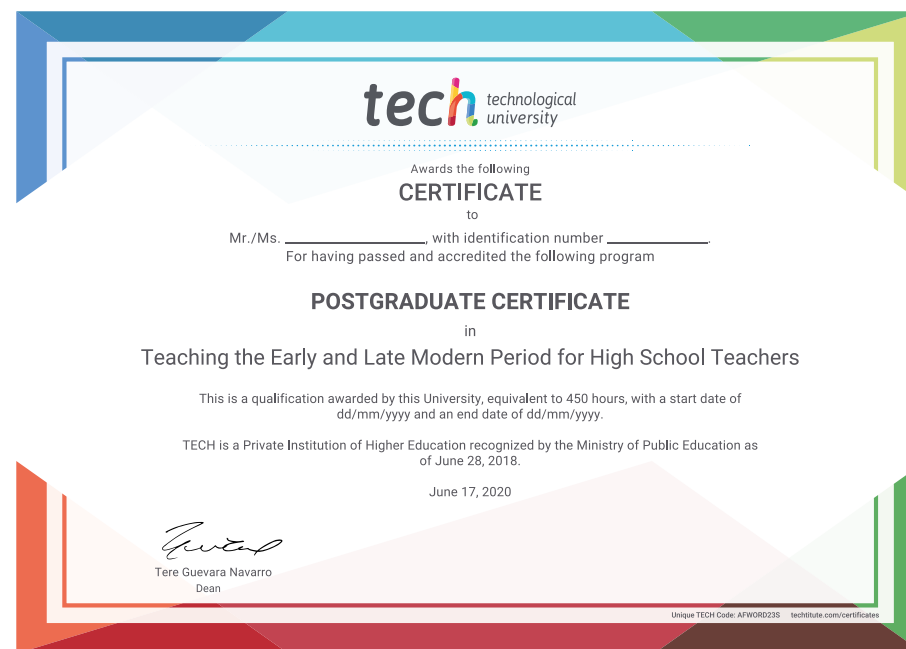 tech technological
university
Awards the following
CERTIFICATE
to
Mr./Ms. ____________________, with identification number ______________.
For having passed and accredited the following program
POSTGRADUATE CERTIFICATE
in
Teaching the Early and Late Modern Period for High School Teachers
This is a qualification awarded by this University, equivalent to 450 hours, with a start date of
dd/mm/yyyy and an end date of dd/mm/yyyy.
TECH is a Private Institution of Higher Education recognized by the Ministry of Public Education as
of June 28, 2018.
June 17, 2020
Tere Guevara Navarro
Dean
Unique TECH Code: AFWORD23S techtitute.com/certificates